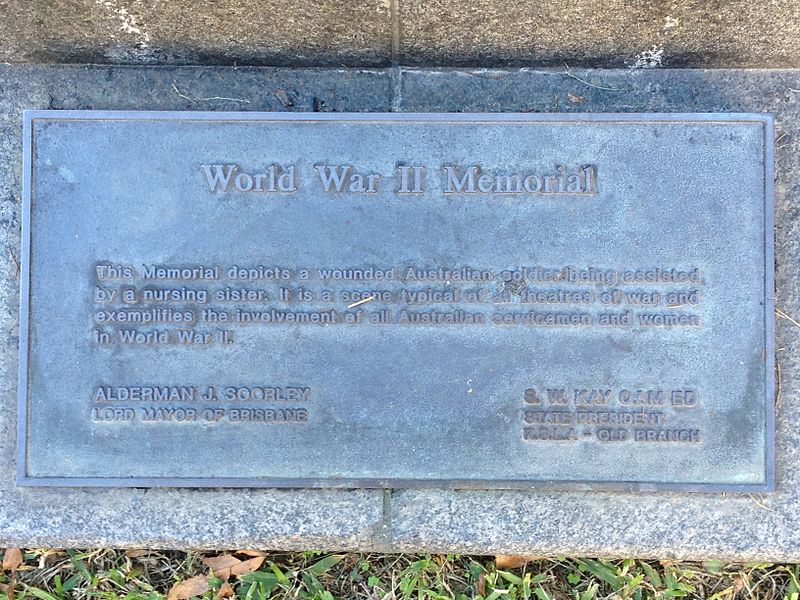 World War II Memorial
This Memorial depicts a wounded Australian soldier being assisted
by a nursing sister. It is a scene typical of all theatres of war and
exemplifies the involvement of all Australian servicemen and women
in World War II.
ALDERMAN J. SOORLEY
LORD MAYOR OF BRISBANE
S. W. KAY OAM ED
STATE PRESIDENT
R.S.L.A - QLD BRANCH